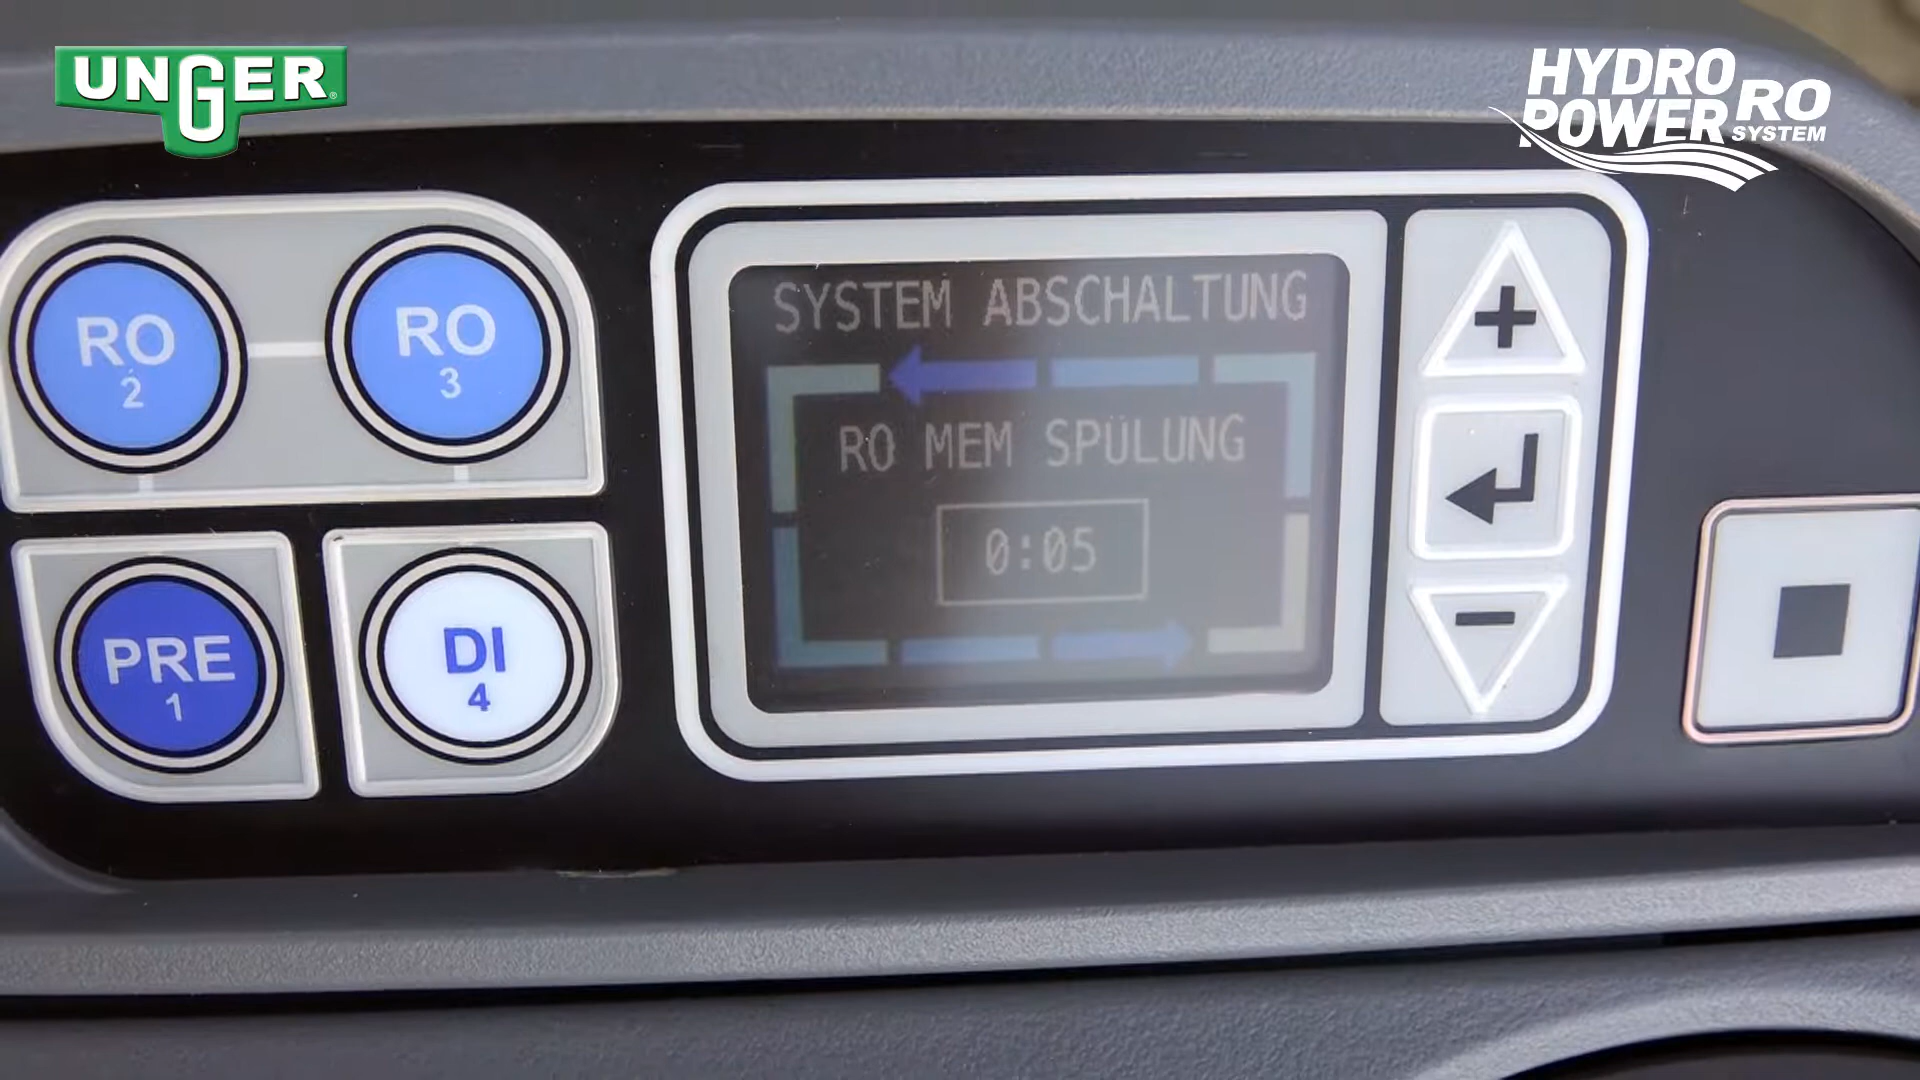 UNGER
HYDRO
POWER RO
SYSTEM
RO
2
RO
3
PRE
1
DI
4
SYSTEM ABSCHALTUNG
RO MEM SPÜLUNG
0:05
+
-